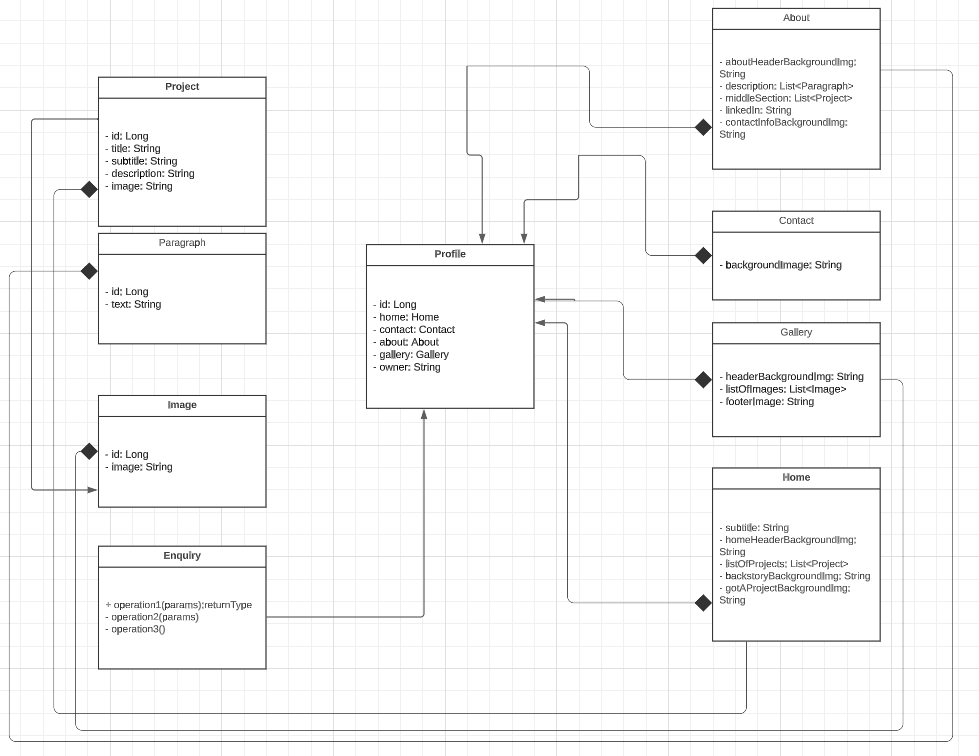 About
- aboutHeaderBackgroundImg:
String
- description: List<Paragraph>
- middleSection: List<Project>
- linkedIn: String
- contactInfoBackgroundImg:
String
Project
- id: Long
- title: String
- subtitle: String
- description: String
- image: String
Paragraph
- id: Long
- text: String
Contact
- backgroundImage: String
Profile
- id: Long
- home: Home
- contact: Contact
- about: About
- gallery: Gallery
- owner: String
Gallery
- headerBackgroundImg: String
- listOfImages: List<Image>
- footerImage: String
Image
- id: Long
- image: String
Home
- subtitle: String
- homeHeaderBackgroundImg:
String
- listOfProjects: List<Project>
- backstoryBackgroundImg: String
- gotAProjectBackgroundImg:
String
Enquiry
+ operation1(params):returnType
- operation2(params)
- operation3()